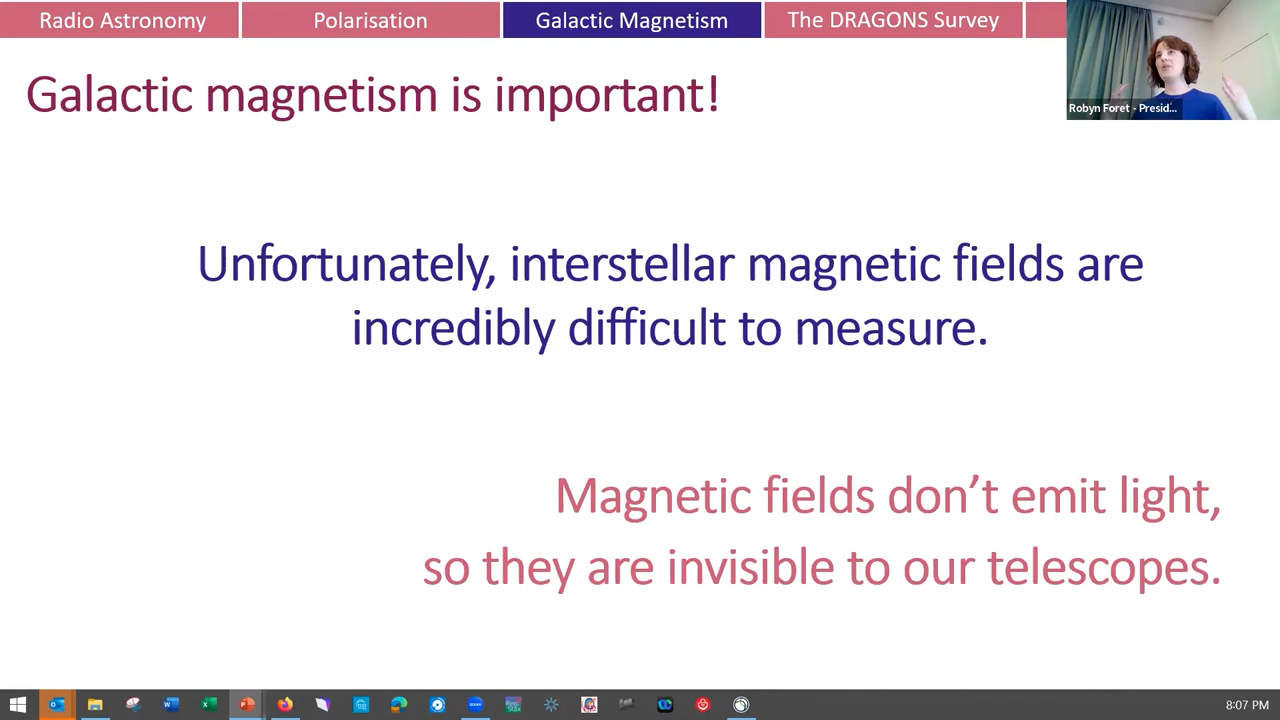 Radio Astronomy
Polarisation
Galactic Magnetism
The DRAGONS Survey
Galactic magnetism is important!
Robyn Foret - Presid...
Unfortunately, interstellar magnetic fields are
incredibly difficult to measure.
Magnetic fields don’t emit light,
so they are invisible to our telescopes.
8:07 PM